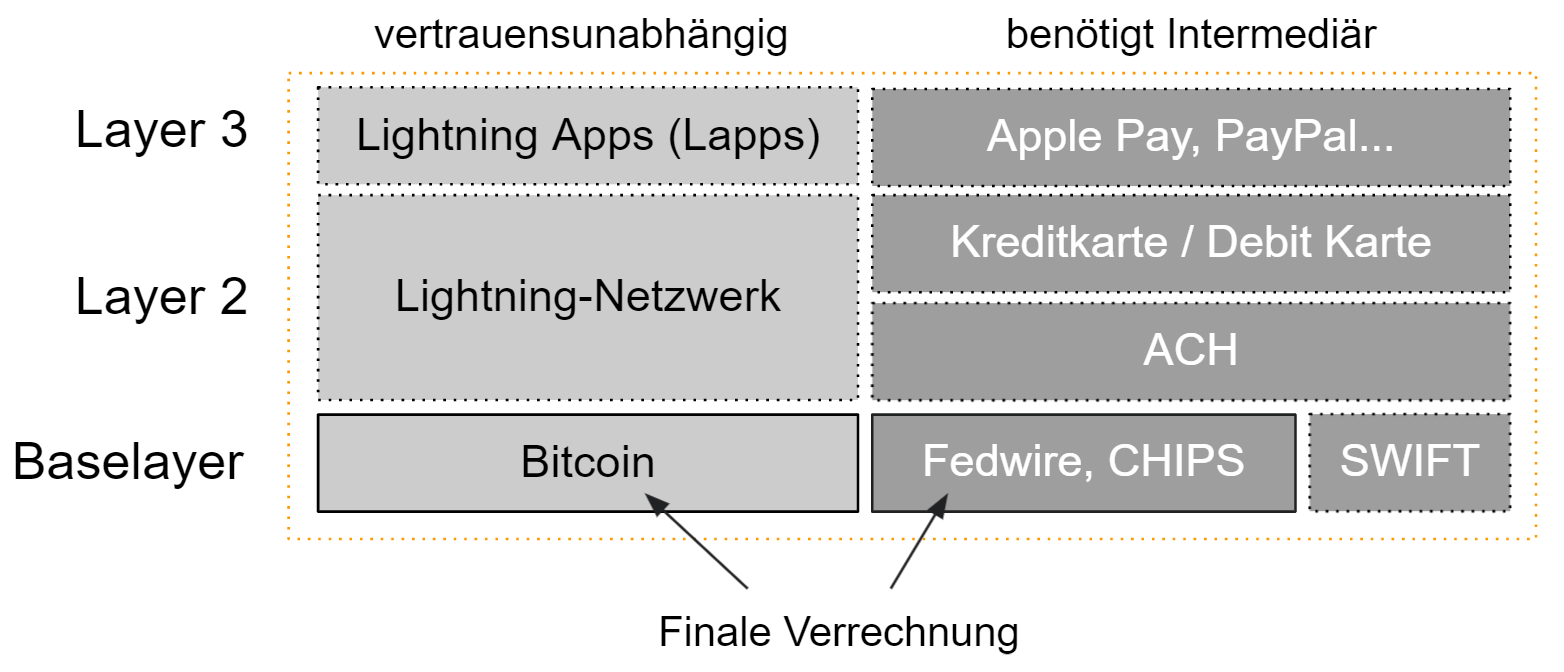 vertrauensunabhängig benötigt Intermediär
Layer 3 Lightning Apps (Lapps) Apple Pay, PayPal...
Kreditkarte / Debit Karte
Layer 2 Lightning-Netzwerk
ACH
Baselayer Bitcoin Fedwire, CHIPS SWIFT
Finale Verrechnung